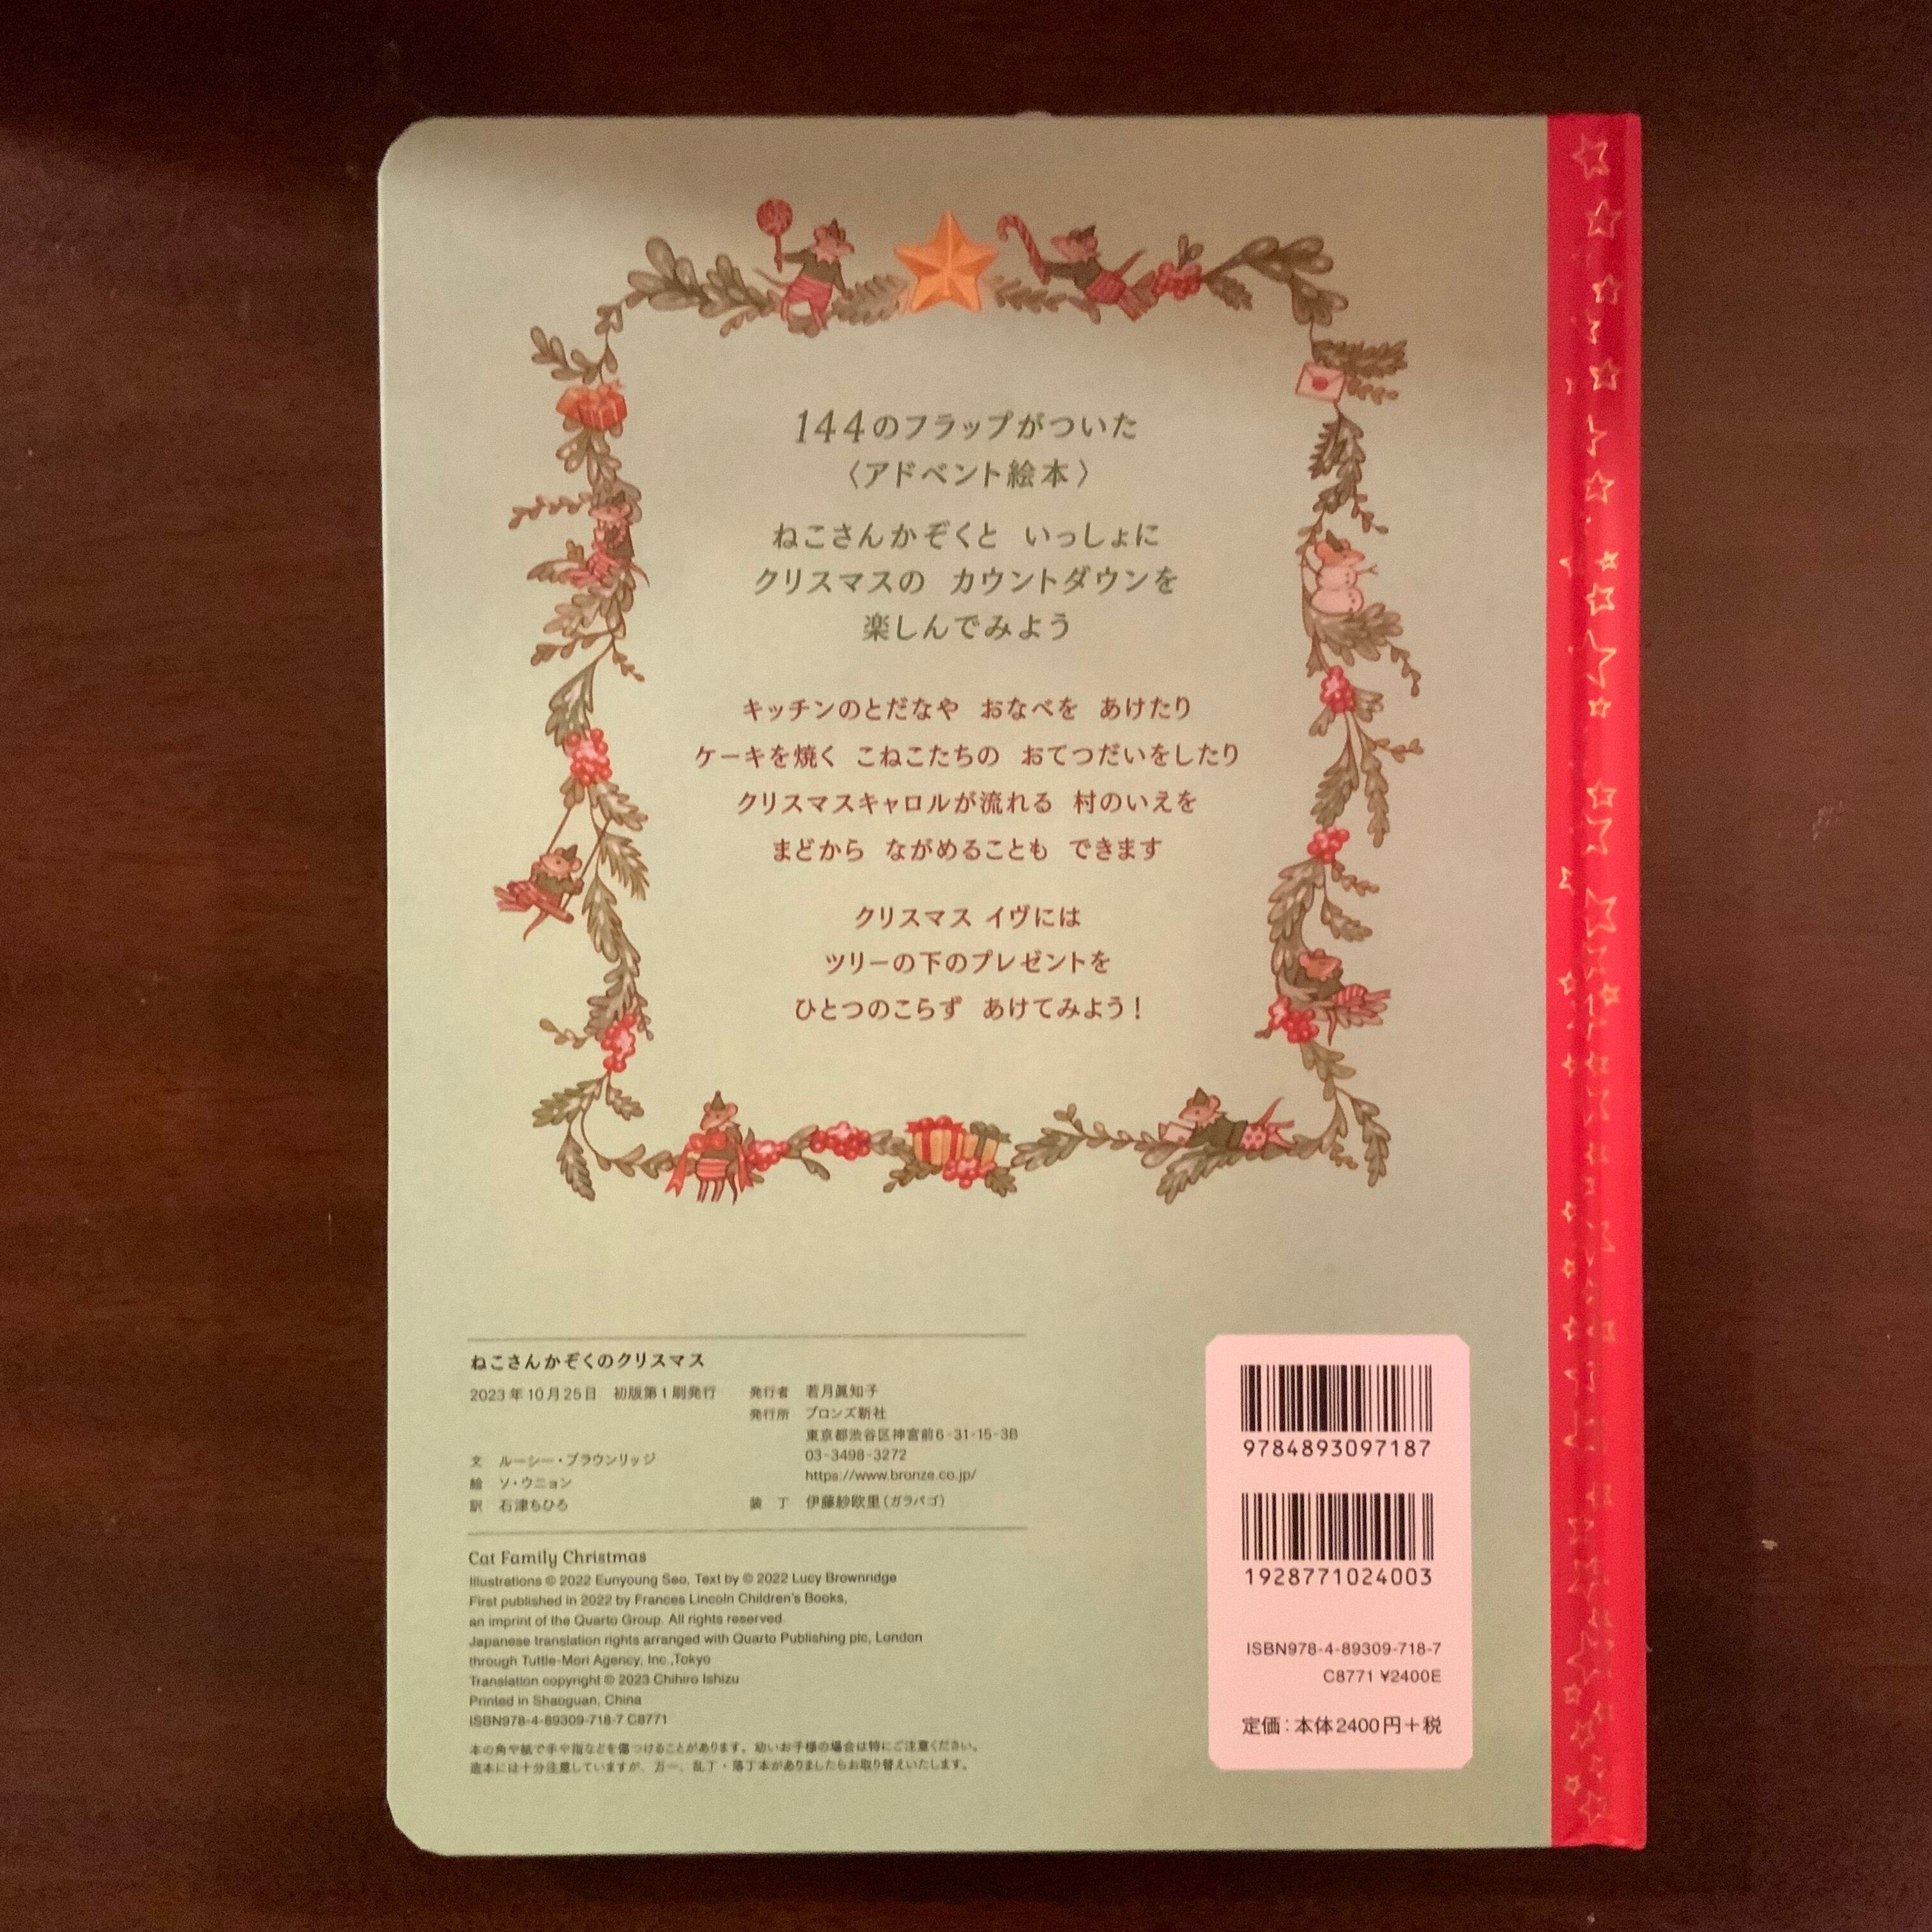 144のフラップがついた
〈アドベント絵本〉
ねこさんかぞくと いっしょに
クリスマスの カウントダウンを
楽しんでみよう
キッチンのとだなや おなべを あけたり
ケーキを焼く こねこたちの おてつだいをしたり
クリスマスキャロルが流れる 村のいえを
まどから ながめることも できます
クリスマス イヴには
ツリーの下のプレゼントを
ひとつのこらず あけてみよう!
ねこさんかぞくのクリスマス
2023年10月25日 初版第1刷発行
文 ルーシー・ブラウンリッジ
絵 ソ・ウニョン
訳 石津ちひろ
発行者 若月眞知子
発行所 ブロンズ新社
東京都渋谷区神宮前6-31-15-3B
03-3498-3272
https://www.bronze.co.jp/
装丁 伊藤紗欧里(ガラパゴ)
Cat Family Christmas
Illustrations © 2022 Eunyoung Seo, Text by © 2022 Lucy Brownridge
First published in 2022 by Frances Lincoln Children's Books,
an imprint of the Quarto Group. All rights reserved.
Japanese translation rights arranged with Quarto Publishing plc, London
through Tuttle-Mori Agency, Inc.,Tokyo
Translation copyright © 2023 Chihiro Ishizu
Printed in Shaoguan, China
ISBN978-4-89309-718-7 C8771
本の角や紙で手や指などを傷つけることがあります。幼いお子様の場合は特にご注意ください。
造本には十分注意していますが、万一、乱丁・落丁本がありましたらお取り替えいたします。
9784893097187
1928771024003
ISBN978-4-89309-718-7
C8771 ¥2400E
定価:本体2400円+税